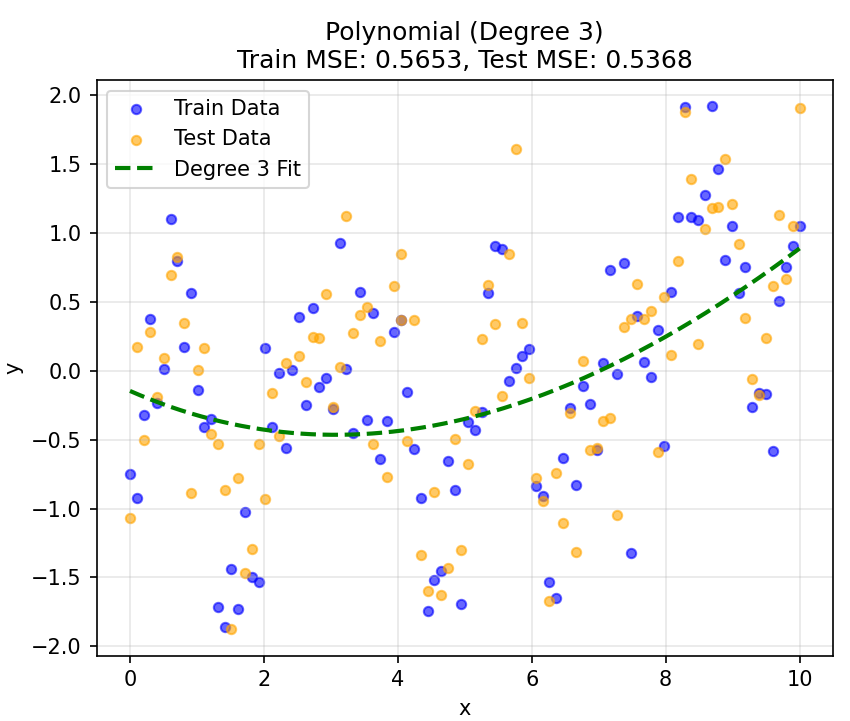 Polynomial (Degree 3)
Train MSE: 0.5653, Test MSE: 0.5368
Train Data
Test Data
Degree 3 Fit
2.0
1.5
1.0
0.5
0.0
−0.5
−1.0
−1.5
−2.0
y
0 2 4 6 8 10
x